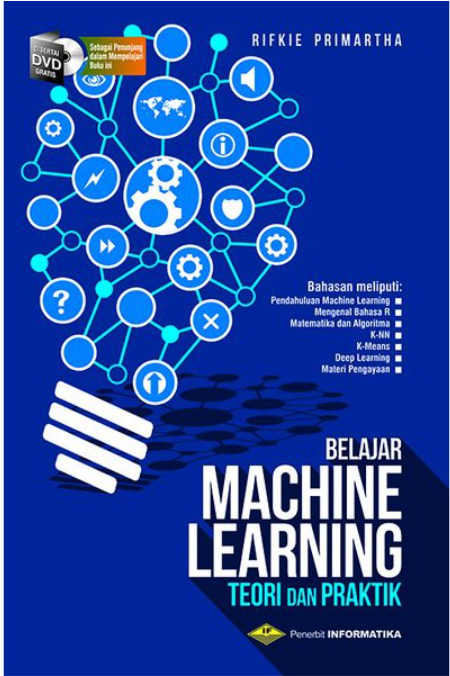 RIFKIE PRIMARTHA
DISERTAI
DVD
GRATIS
Sebagai Penunjang
dalam Mempelajari
Buku ini
Bahasan meliputi:
Pendahuluan Machine Learning
Mengenal Bahasa R
Matematika dan Algoritma
K-NN
K-Means
Deep Learning
Materi Pengayaan
BELAJAR
MACHINE
LEARNING
TEORI DAN PRAKTIK
IF
Penerbit INFORMATIKA